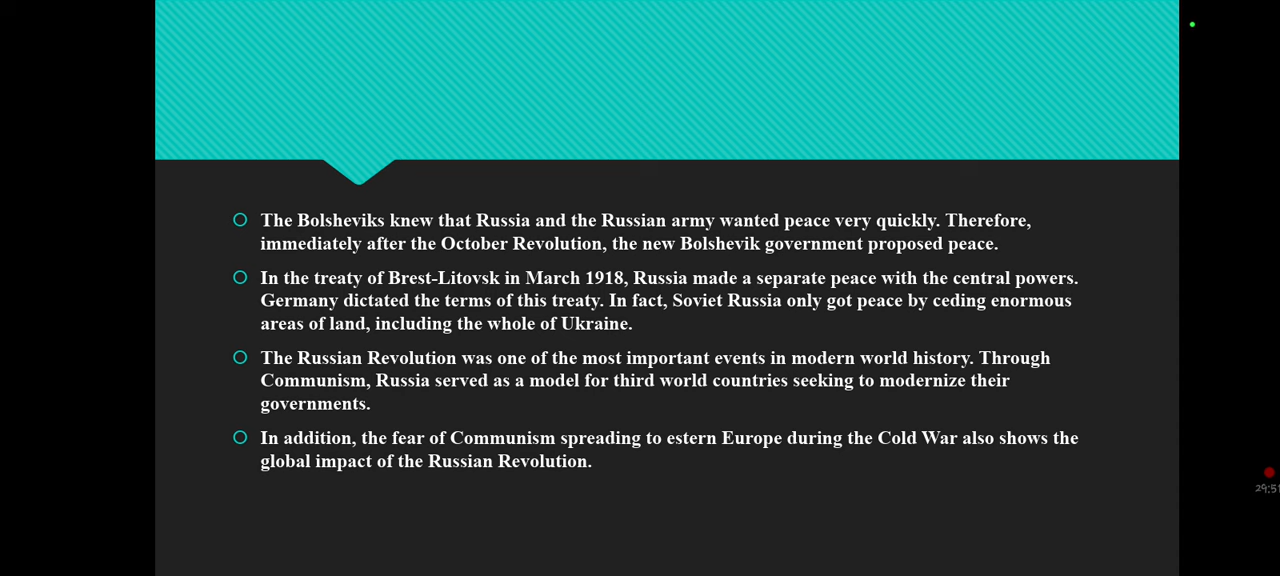 The Bolsheviks knew that Russia and the Russian army wanted peace very quickly. Therefore,
immediately after the October Revolution, the new Bolshevik government proposed peace.
In the treaty of Brest-Litovsk in March 1918, Russia made a separate peace with the central powers.
Germany dictated the terms of this treaty. In fact, Soviet Russia only got peace by ceding enormous
areas of land, including the whole of Ukraine.
The Russian Revolution was one of the most important events in modern world history. Through
Communism, Russia served as a model for third world countries seeking to modernize their
governments.
In addition, the fear of Communism spreading to estern Europe during the Cold War also shows the
global impact of the Russian Revolution.
29:51